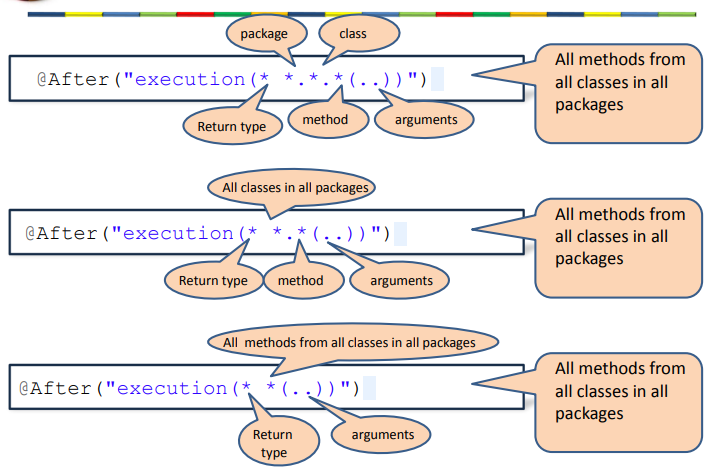 package
class
@After("execution(* *.*.*(..))")
All methods from
all classes in all
packages
Return type
method
arguments
All classes in all packages
@After("execution(* *.*(..))")
All methods from
all classes in all
packages
Return type
method
arguments
All  methods from all classes in all packages
@After("execution(* *(..))")
All methods from
all classes in all
packages
Return
type
arguments